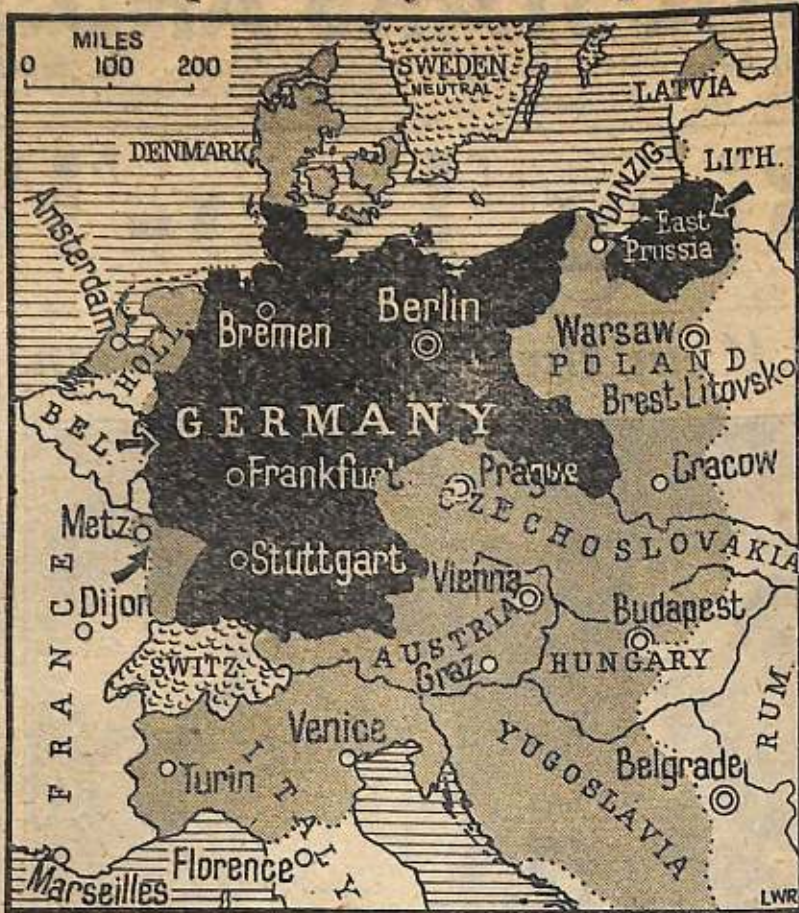 MILES
0 100 200
SWEDEN
NEUTRAL
LATVIA
DENMARK
LITH.
DANZIG
East
Prussia
Amsterdam
HOLL
Bremen
Berlin
Warsaw
POLAND
Brest Litovsk
BEL.
GERMANY
Frankfurt
Prague
Cracow
CZECHOSLOVAKIA
Metz
Stuttgart
FRANCE
Dijon
Vienna
AUSTRIA
Budapest
SWITZ
Graz
HUNGARY
RUM.
Venice
ITALY
YUGOSLAVIA
Turin
Belgrade
Florence
Marseilles
LWR